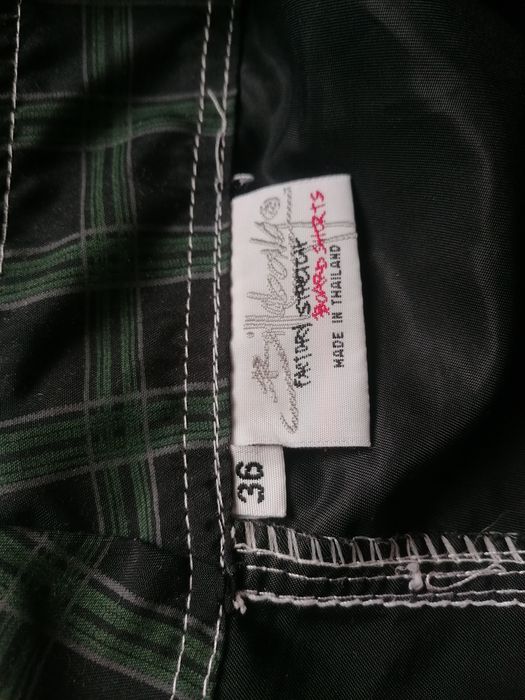 FACTORY STRETCH
BOARD SHORTS
MADE IN THAILAND
36